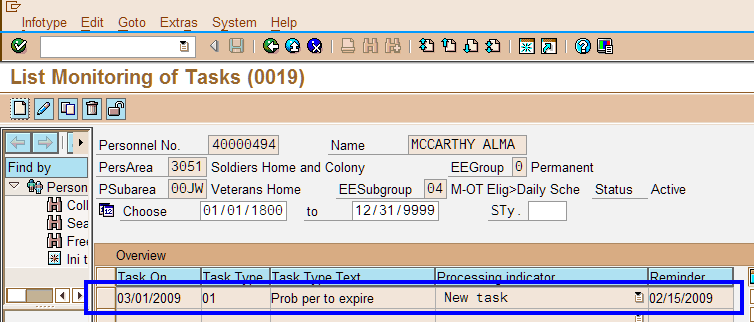 Infotype Edit Goto Extras System Help
List Monitoring of Tasks (0019)
Personnel No. 40000494 Name MCCARTHY ALMA
Find by PersArea 3051 Soldiers Home and Colony EEGroup 0 Permanent
Person PSubarea 00JW Veterans Home EESubgroup 04 M-OT Elig>Daily Sche Status Active
Coll Choose 01/01/1800 to 12/31/9999 STy.
Sea
Free Overview
Ini t
Task On Task Type Task Type Text Processing indicator Reminder
03/01/2009 01 Prob per to expire New task 02/15/2009